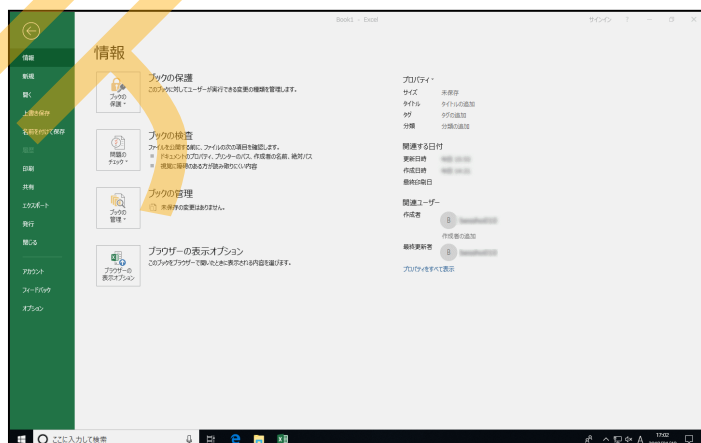 Book1 - Excel
サインイン ?
情報
新規
開く
上書き保存
名前を付けて保存
履歴
印刷
共有
エクスポート
発行
閉じる
アカウント
フィードバック
オプション
情報
ブックの保護
このブックに対してユーザーが実行できる変更の種類を管理します。
ブックの
保護
ブックの検査
ファイルを公開する前に、ファイルの次の項目を確認します。
ドキュメントのプロパティ、プリンターのパス、作成者の名前、絶対パス
視覚に障碍のある方が読み取りにくい内容
問題の
チェック
ブックの管理
未保存の変更はありません。
ブックの
管理
ブラウザーの表示オプション
このブックをブラウザーで開いたときに表示される内容を選びます。
ブラウザーの
表示オプション
プロパティ
サイズ 未保存
タイトル タイトルの追加
タグ タグの追加
分類 分類の追加
関連する日付
更新日時
作成日時
最終印刷日
関連ユーザー
作成者
B
作成者の追加
最終更新者
B
プロパティをすべて表示
ここに入力して検索
A
17:02